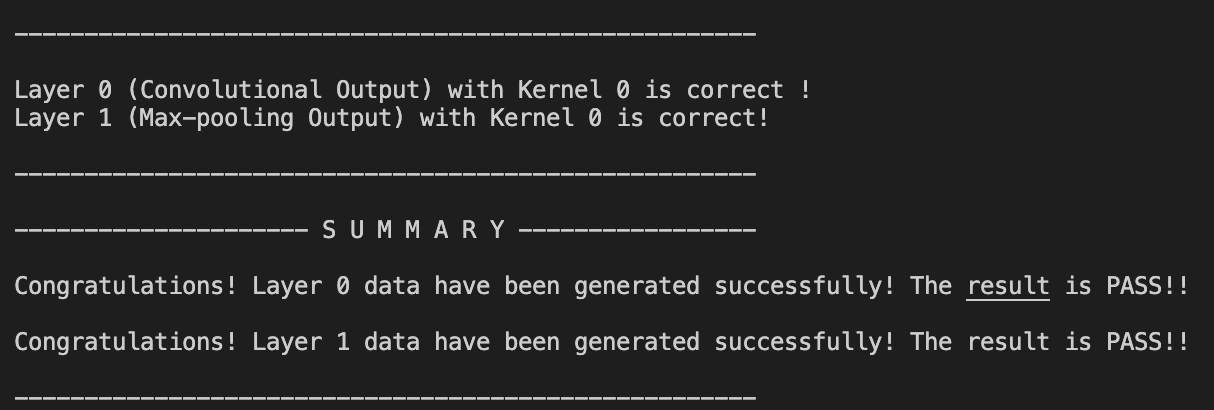 -----------------------------------------------------
Layer 0 (Convolutional Output) with Kernel 0 is correct !
Layer 1 (Max-pooling Output) with Kernel 0 is correct!
-----------------------------------------------------
--------------------- S U M M A R Y -----------------
Congratulations! Layer 0 data have been generated successfully! The result is PASS!!
Congratulations! Layer 1 data have been generated successfully! The result is PASS!!
-----------------------------------------------------